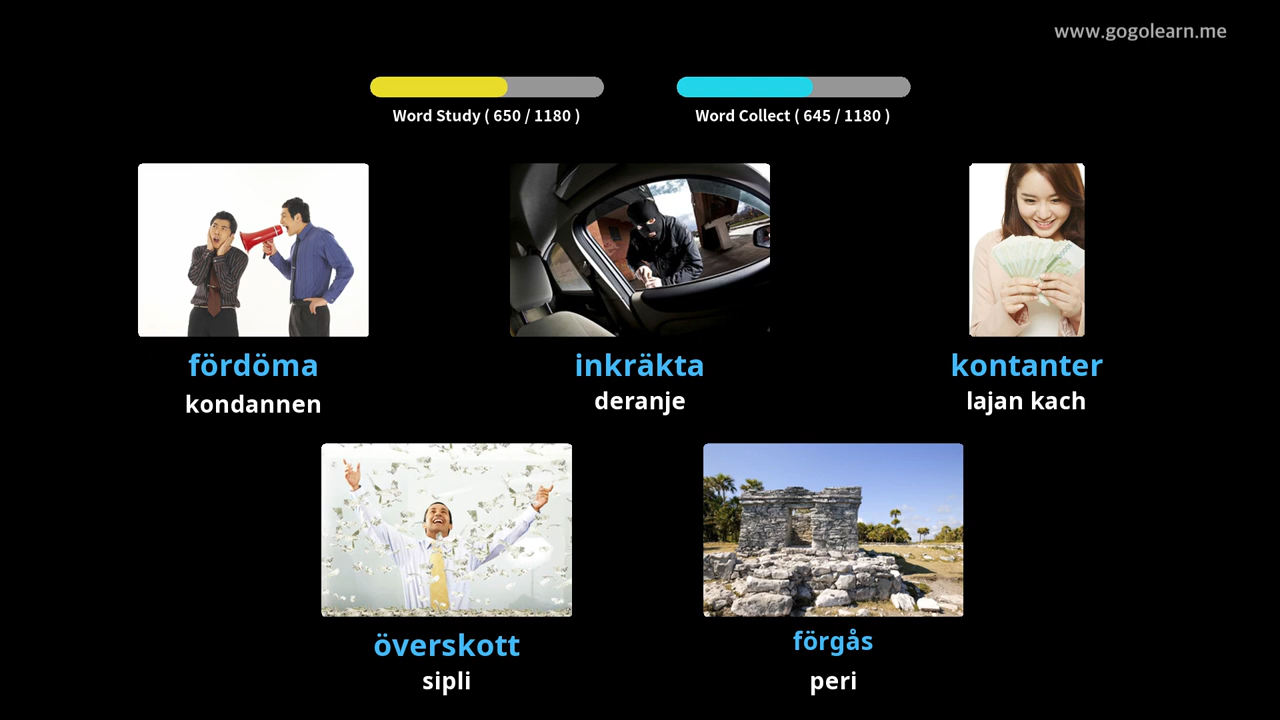 www.gogolearn.me
Word Study ( 650 / 1180 )
Word Collect ( 645 / 1180 )
fördöma
kondannen
inkräkta
deranje
kontanter
lajan kach
överskott
sipli
förgås
peri